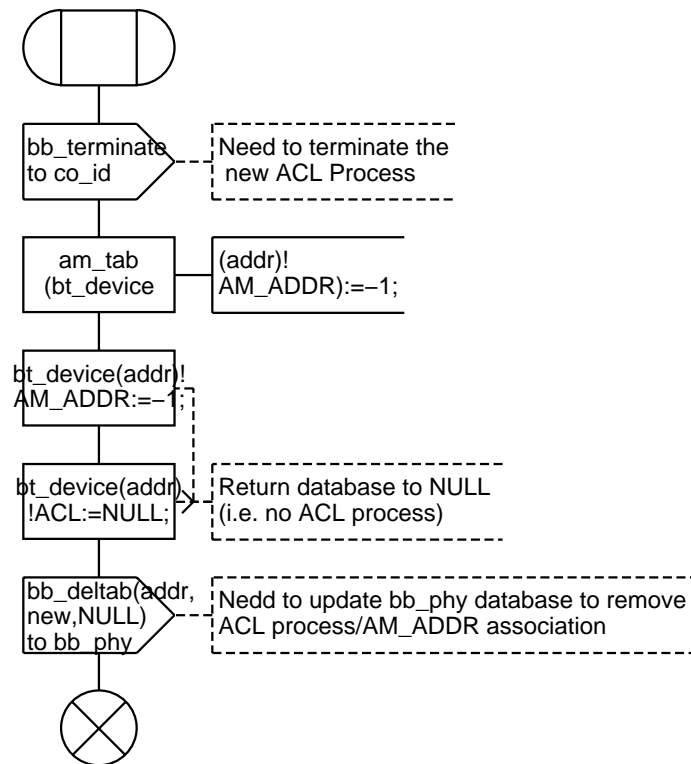 bb_terminate
to co_id
Need to terminate the
new ACL Process
am_tab
(bt_device
(addr)!
AM_ADDR):=−1;
bt_device(addr)!
AM_ADDR:=−1;
bt_device(addr)
!ACL:=NULL;
Return database to NULL
(i.e. no ACL process)
bb_deltab(addr,
new,NULL)
to bb_phy
Nedd to update bb_phy database to remove
ACL process/AM_ADDR association